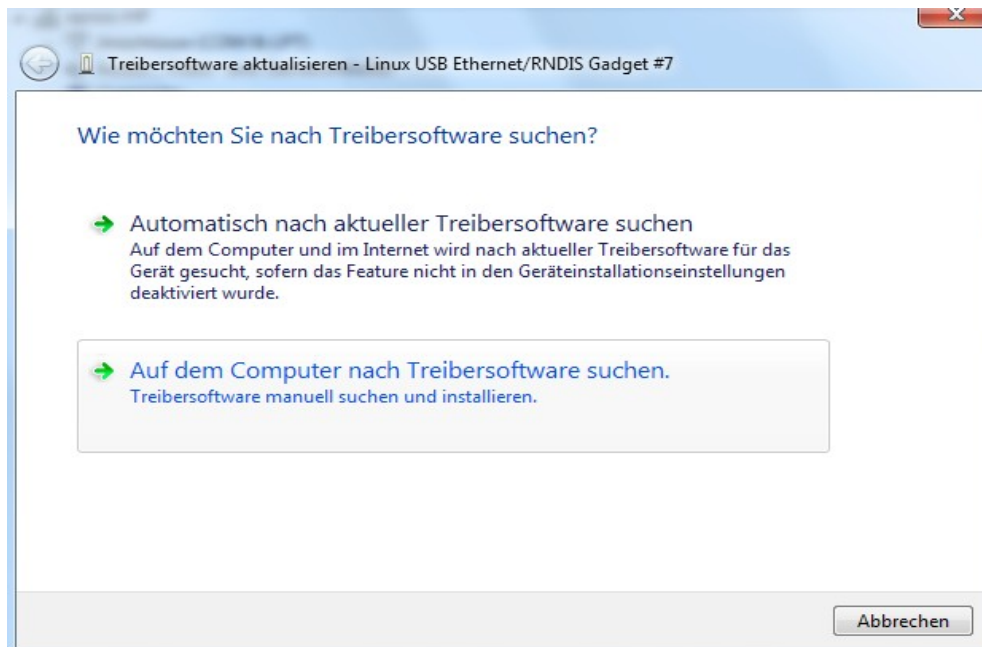 Treibersoftware aktualisieren - Linux USB Ethernet/RNDIS Gadget #7
Wie möchten Sie nach Treibersoftware suchen?
Automatisch nach aktueller Treibersoftware suchen
Auf dem Computer und im Internet wird nach aktueller Treibersoftware für das
Gerät gesucht, sofern das Feature nicht in den Geräteinstallationseinstellungen
deaktiviert wurde.
Auf dem Computer nach Treibersoftware suchen.
Treibersoftware manuell suchen und installieren.
Abbrechen